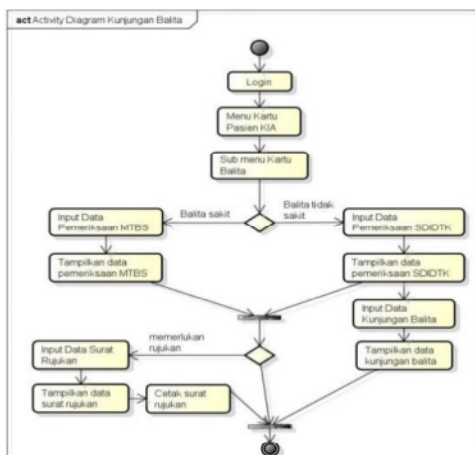 act Activity Diagram Kunjungan Balita
Login
Menu Kartu
Pasien KIA
Sub menu Kartu
Balita
Balita sakit
Balita tidak
sakit
Input Data
Pemeriksaan MTBS
Input Data
Pemeriksaan SDIDTK
Tampilkan data
pemeriksaan MTBS
Tampilkan data
pemeriksaan SDIDTK
Input Data
Kunjungan Balita
memerlukan
rujukan
Input Data Surat
Rujukan
Tampilkan data
kunjungan balita
Tampilkan data
surat rujukan
Cetak surat
rujukan